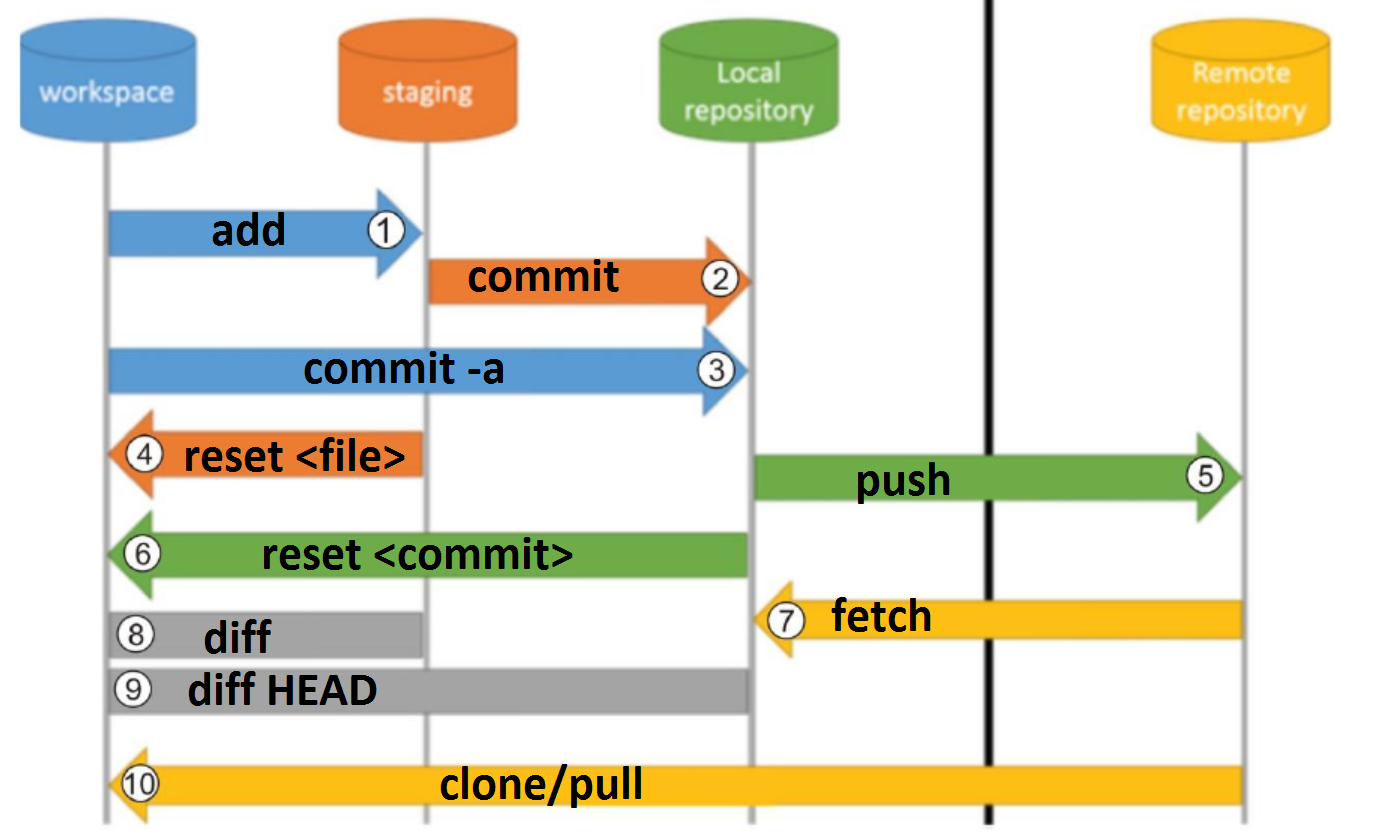 workspace
staging
Local
repository
Remote
repository
add 1
commit 2
commit -a 3
4 reset <file>
push 5
6 reset <commit>
7 fetch
8 diff
9 diff HEAD
10 clone/pull